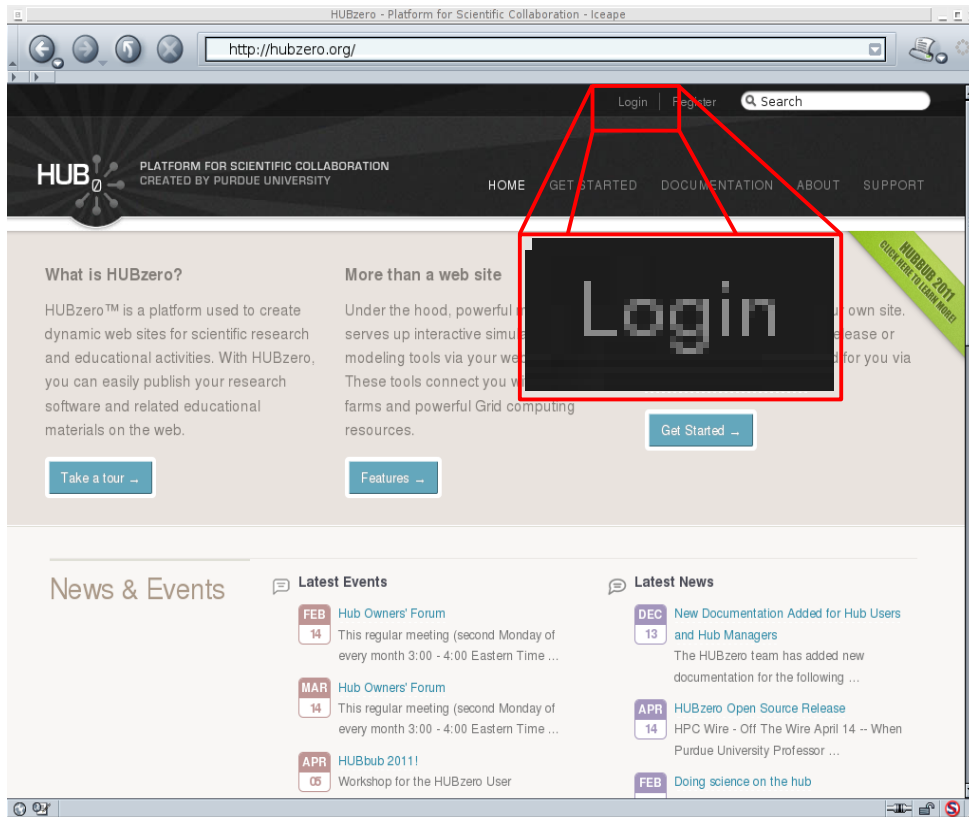 HUBzero - Platform for Scientific Collaboration - Iceape
http://hubzero.org/
Login Register Search
HUB0
PLATFORM FOR SCIENTIFIC COLLABORATION
CREATED BY PURDUE UNIVERSITY
HOME GET STARTED DOCUMENTATION ABOUT SUPPORT
Login
HUBBUB 2011
CLICK HERE TO LEARN MORE!
What is HUBzero?
HUBzero™ is a platform used to create
dynamic web sites for scientific research
and educational activities. With HUBzero,
you can easily publish your research
software and related educational
materials on the web.
Take a tour →
More than a web site
Under the hood, powerful
serves up interactive
modeling tools via your
These tools connect you
farms and powerful Grid computing
resources.
Features →
own site.
for you via
Get Started →
News & Events
Latest Events
FEB 14 Hub Owners' Forum
This regular meeting (second Monday of
every month 3:00 - 4:00 Eastern Time ...
MAR 14 Hub Owners' Forum
This regular meeting (second Monday of
every month 3:00 - 4:00 Eastern Time ...
APR 05 HUBbub 2011!
Workshop for the HUBzero User
Latest News
DEC 13 New Documentation Added for Hub Users
and Hub Managers
The HUBzero team has added new
documentation for the following ...
APR 14 HUBzero Open Source Release
HPC Wire - Off The Wire April 14 -- When
Purdue University Professor ...
FEB Doing science on the hub